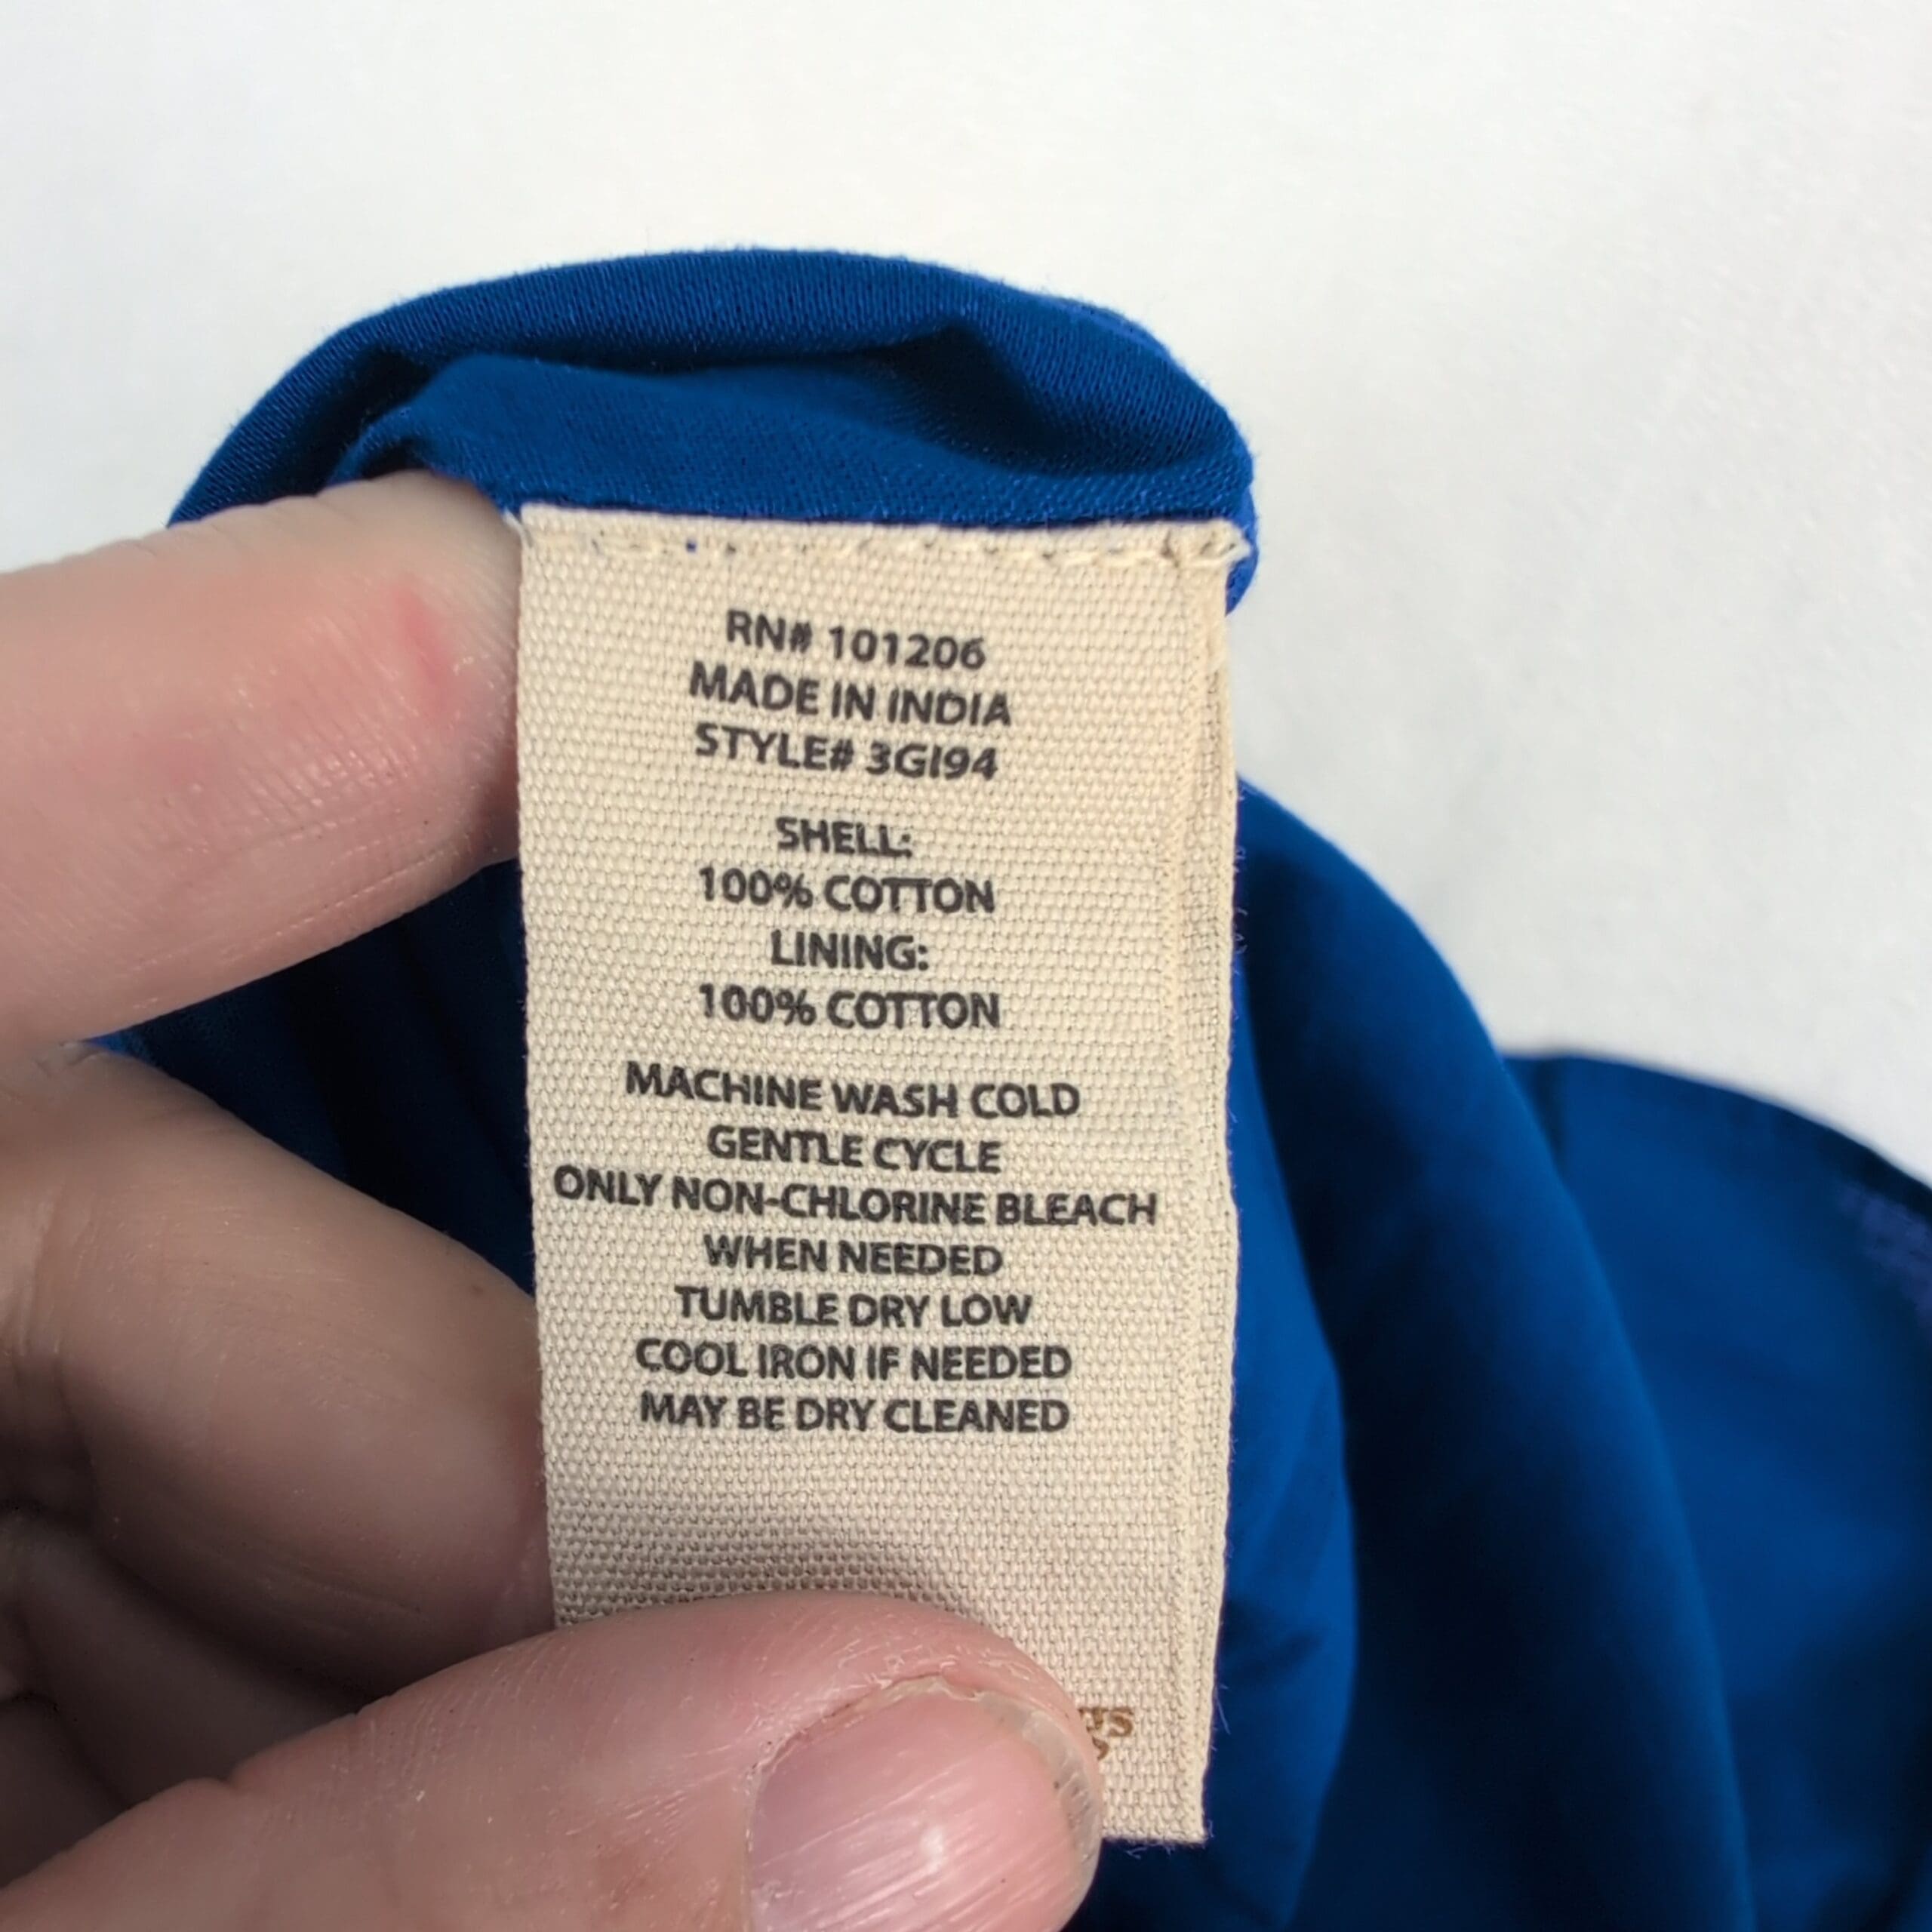 RN# 101206
MADE IN INDIA
STYLE# 3GI94
SHELL:
100% COTTON
LINING:
100% COTTON
MACHINE WASH COLD
GENTLE CYCLE
ONLY NON-CHLORINE BLEACH
WHEN NEEDED
TUMBLE DRY LOW
COOL IRON IF NEEDED
MAY BE DRY CLEANED